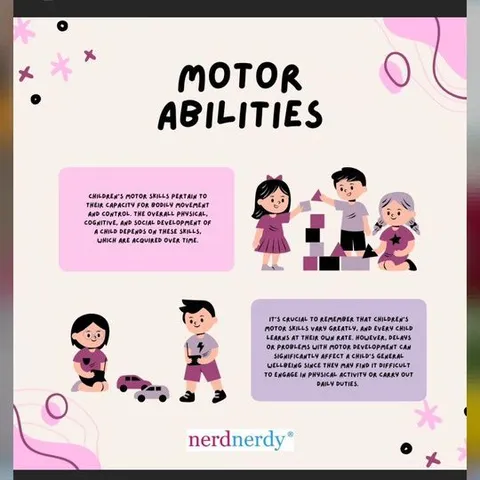 MOTOR
ABILITIES
CHILDREN'S MOTOR SKILLS PERTAIN TO
THEIR CAPACITY FOR BODILY MOVEMENT
AND CONTROL. THE OVERALL PHYSICAL,
COGNITIVE, AND SOCIAL DEVELOPMENT OF
A CHILD DEPENDS ON THESE SKILLS,
WHICH ARE ACQUIRED OVER TIME.
IT'S CRUCIAL TO REMEMBER THAT CHILDREN'S
MOTOR SKILLS VARY GREATLY, AND EVERY CHILD
LEARNS AT THEIR OWN RATE. HOWEVER, DELAYS
OR PROBLEMS WITH MOTOR DEVELOPMENT CAN
SIGNIFICANTLY AFFECT A CHILD'S GENERAL
WELLBEING SINCE THEY MAY FIND IT DIFFICULT
TO ENGAGE IN PHYSICAL ACTIVITY OR CARRY OUT
DAILY DUTIES.
nerdnerdy®